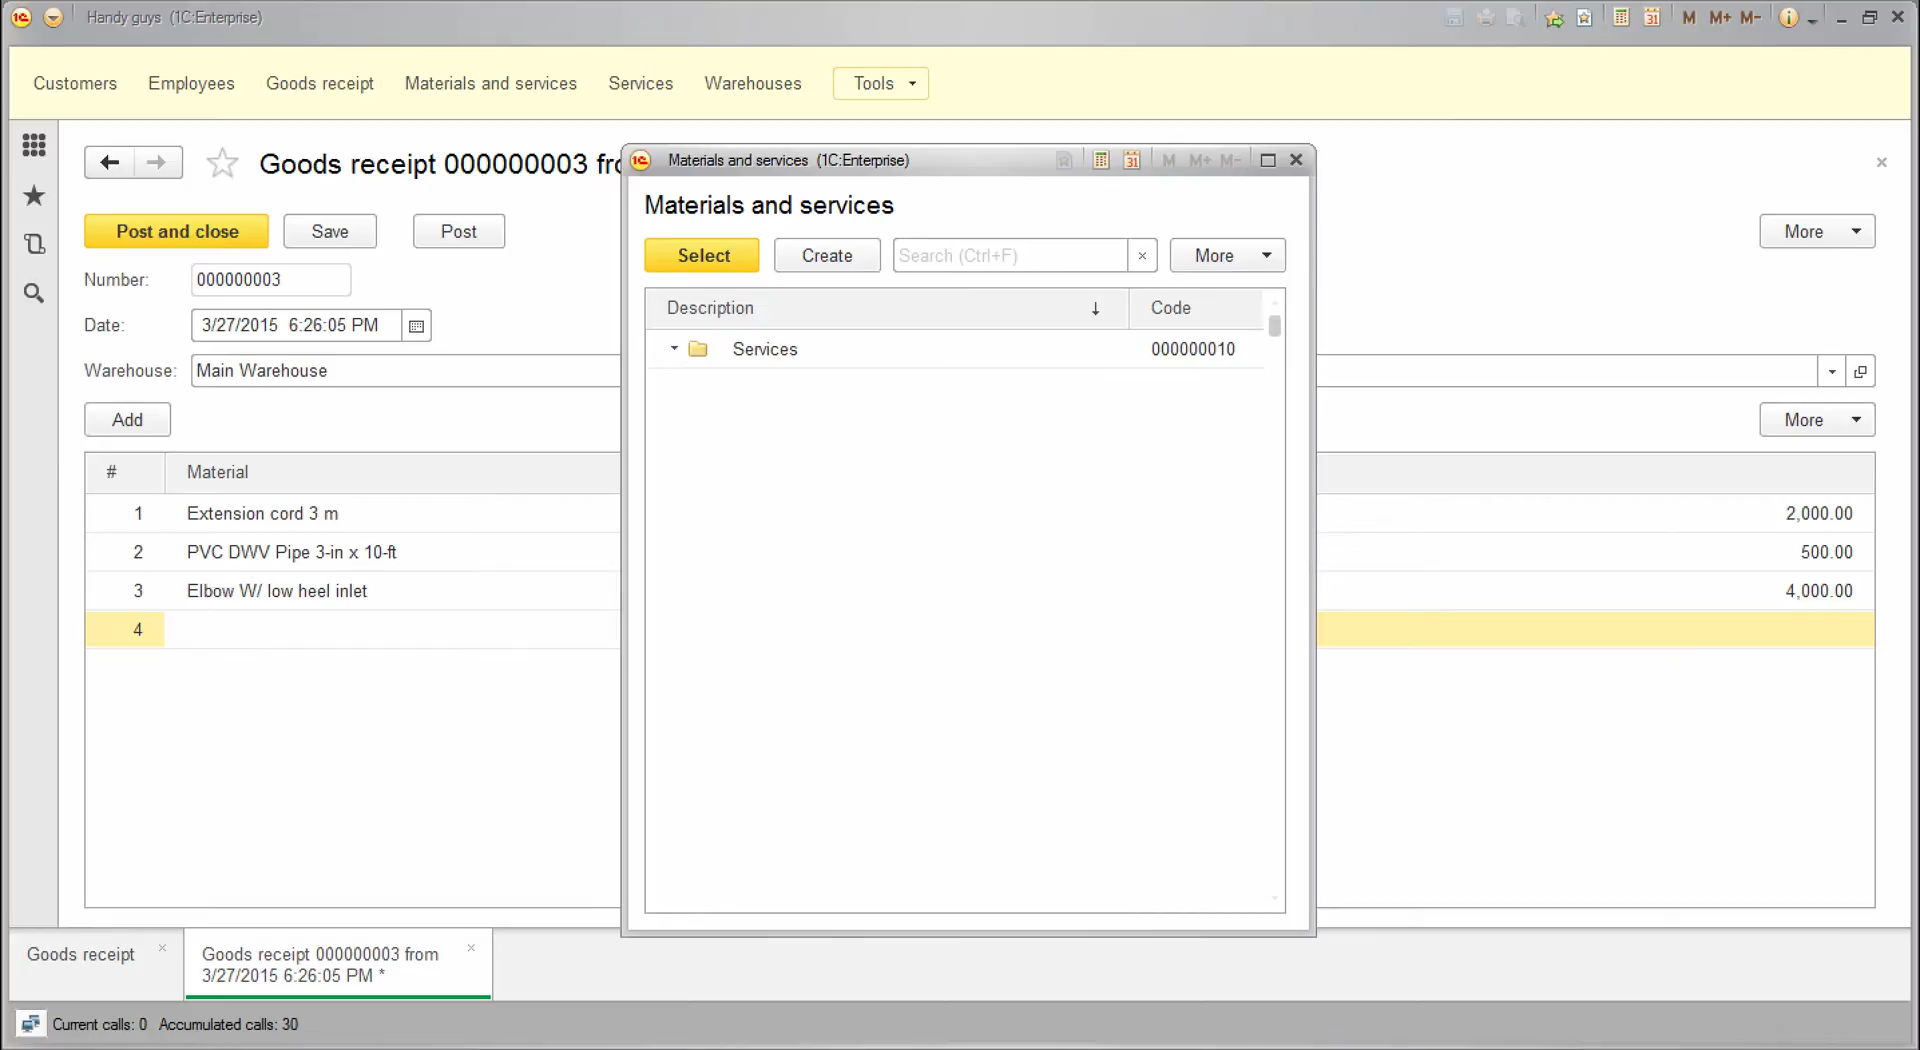 Handy guys (1C:Enterprise)
31 M M+ M-
Customers Employees Goods receipt Materials and services Services Warehouses Tools
Goods receipt 000000003 fro
Post and close Save Post More
Number: 000000003
Date: 3/27/2015 6:26:05 PM
Warehouse: Main Warehouse
Add More
# Material
1 Extension cord 3 m 2,000.00
2 PVC DWV Pipe 3-in x 10-ft 500.00
3 Elbow W/ low heel inlet 4,000.00
4
Materials and services (1C:Enterprise) 31 M M+ M-
Materials and services
Select Create Search (Ctrl+F) × More
Description ↓ Code
Services 000000010
Goods receipt
Goods receipt 000000003 from
3/27/2015 6:26:05 PM *
Current calls: 0 Accumulated calls: 30